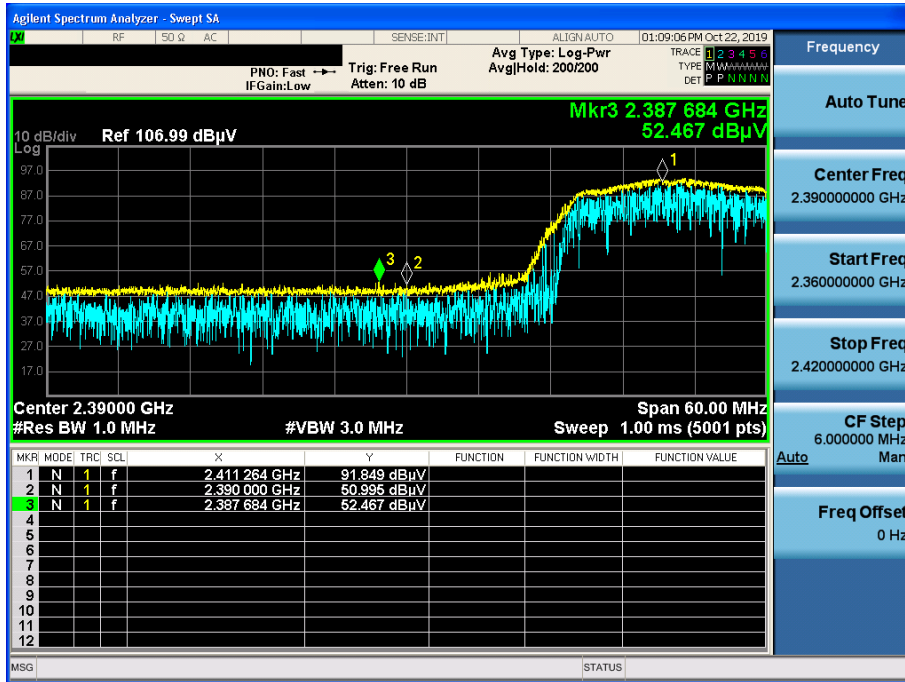 Agilent Spectrum Analyzer - Swept SA
LXI RF 50 Ω AC SENSE:INT ALIGN AUTO 01:09:06 PM Oct 22, 2019
PNO: Fast Trig: Free Run Avg Type: Log-Pwr TRACE 1 2 3 4 5 6
IFGain:Low Atten: 10 dB Avg|Hold: 200/200 TYPE M WWWWWW
DET P P N N N N
Mkr3 2.387 684 GHz
52.467 dBµV
10 dB/div Ref 106.99 dBµV
Log
97.0
87.0
77.0
67.0
57.0
47.0
37.0
27.0
17.0
1
3
2
Center 2.39000 GHz Span 60.00 MHz
#Res BW 1.0 MHz #VBW 3.0 MHz Sweep 1.00 ms (5001 pts)
MKR MODE TRC SCL X Y FUNCTION FUNCTION WIDTH FUNCTION VALUE
1 N 1 f 2.411 264 GHz 91.849 dBµV
2 N 1 f 2.390 000 GHz 50.995 dBµV
3 N 1 f 2.387 684 GHz 52.467 dBµV
4
5
6
7
8
9
10
11
12
MSG STATUS
Frequency
Auto Tune
Center Freq
2.390000000 GHz
Start Freq
2.360000000 GHz
Stop Freq
2.420000000 GHz
CF Step
6.000000 MHz
Auto Man
Freq Offset
0 Hz